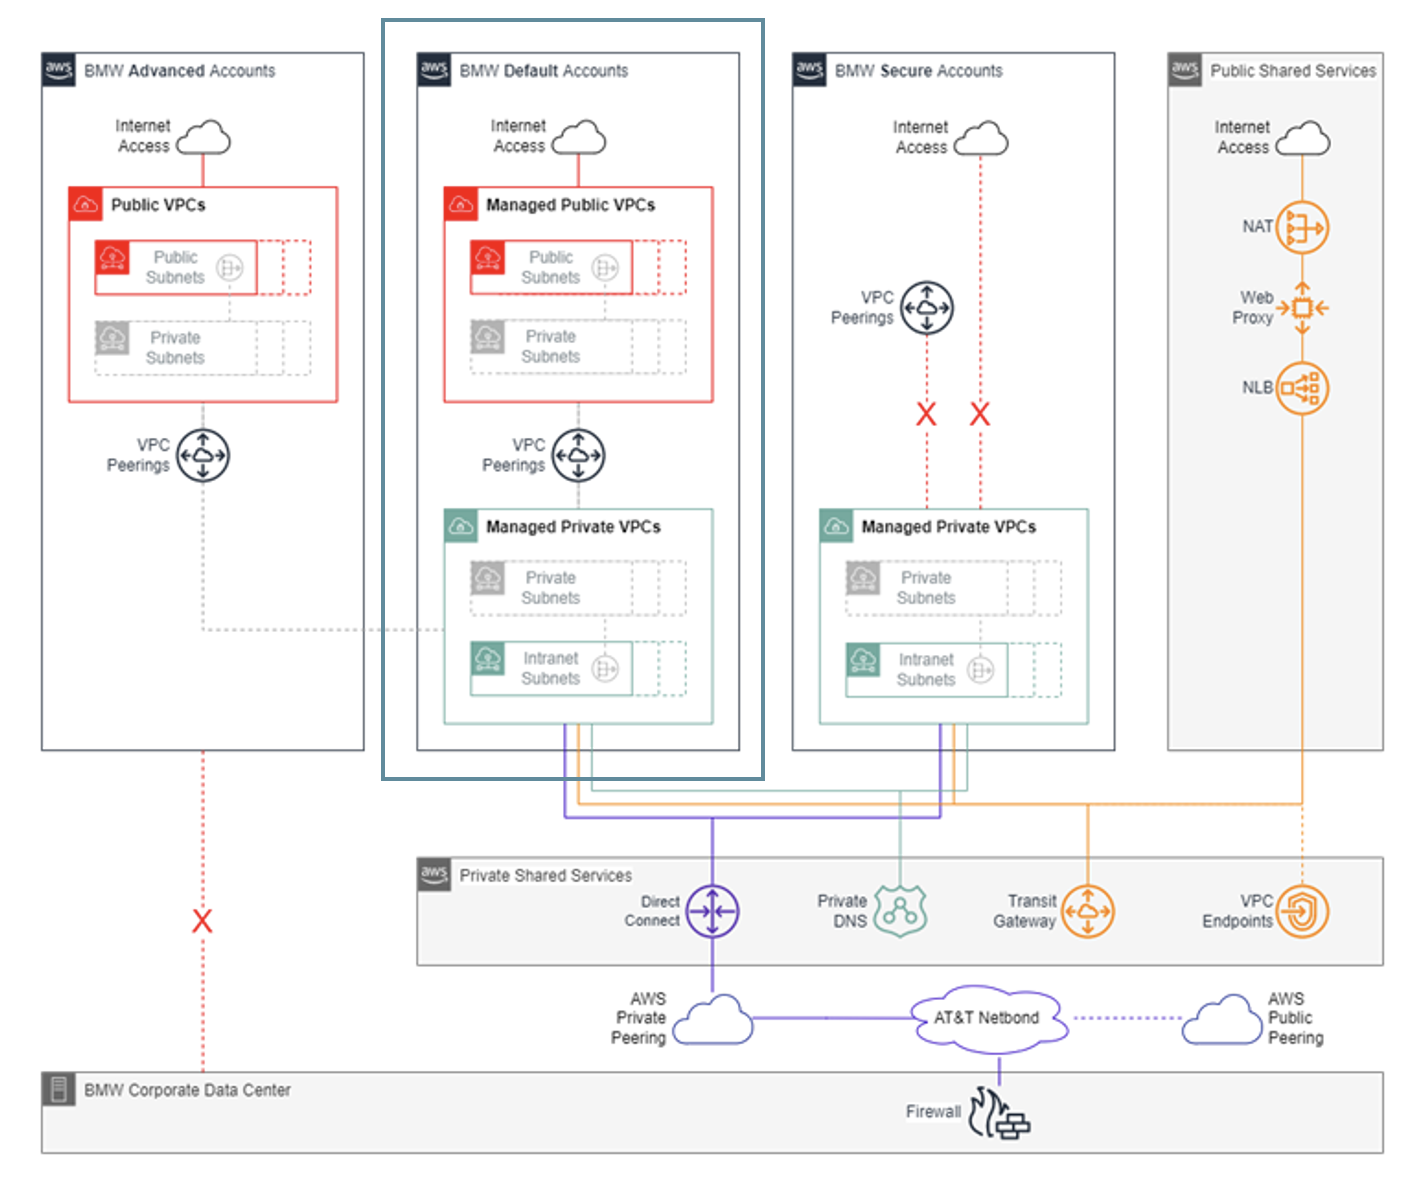 aws
BMW Advanced Accounts
Internet
Access
Public VPCs
Public
Subnets
Private
Subnets
VPC
Peerings
X
aws
BMW Default Accounts
Internet
Access
Managed Public VPCs
Public
Subnets
Private
Subnets
VPC
Peerings
Managed Private VPCs
Private
Subnets
Intranet
Subnets
aws
BMW Secure Accounts
Internet
Access
VPC
Peerings
X
X
Managed Private VPCs
Private
Subnets
Intranet
Subnets
aws
Public Shared Services
Internet
Access
NAT
Web
Proxy
NLB
aws
Private Shared Services
Direct
Connect
Private
DNS
Transit
Gateway
VPC
Endpoints
AWS
Private
Peering
AT&T Netbond
AWS
Public
Peering
BMW Corporate Data Center
Firewall